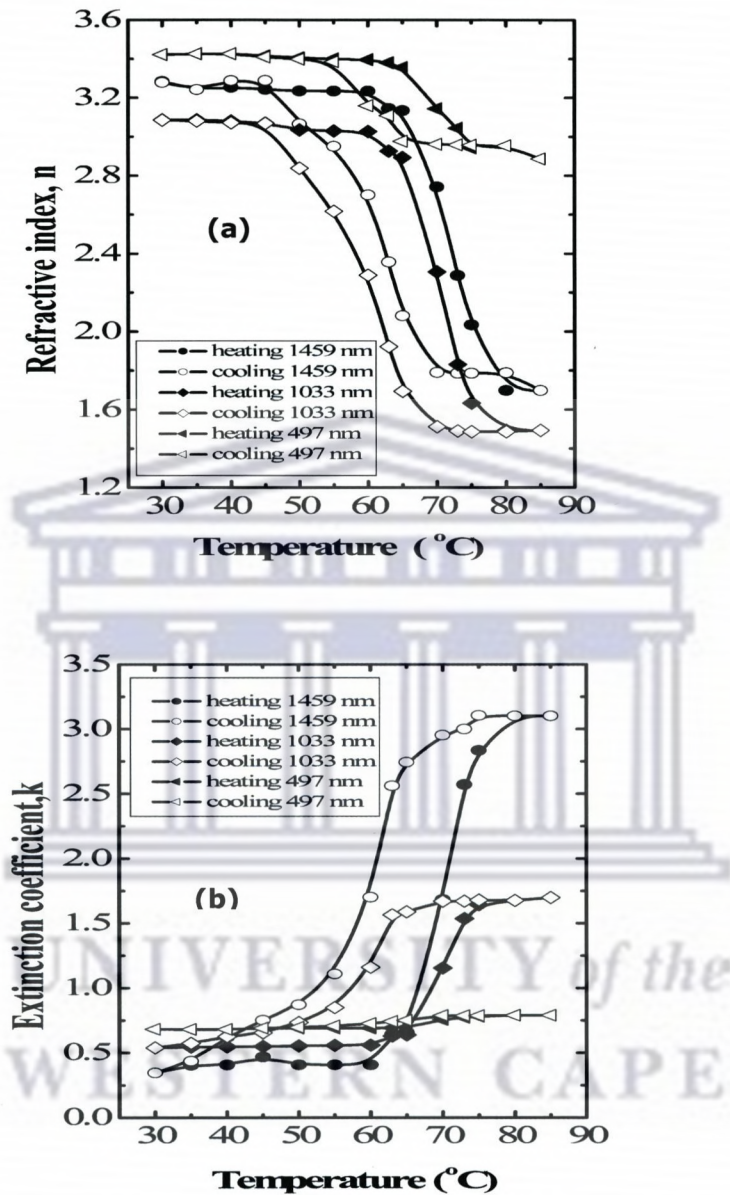 3.6
3.2
2.8
2.4
2.0
1.6
1.2
Refractive index, n
(a)
heating 1459 nm
cooling 1459 nm
heating 1033 nm
cooling 1033 nm
heating 497 nm
cooling 497 nm
30 40 50 60 70 80 90
Temperature (°C)
3.5
3.0
2.5
2.0
1.5
1.0
0.5
0.0
Extinction coefficient,k
heating 1459 nm
cooling 1459 nm
heating 1033 nm
cooling 1033 nm
heating 497 nm
cooling 497 nm
(b)
UNIVERSITY of the
WESTERN CAPE
30 40 50 60 70 80 90
Temperature (°C)